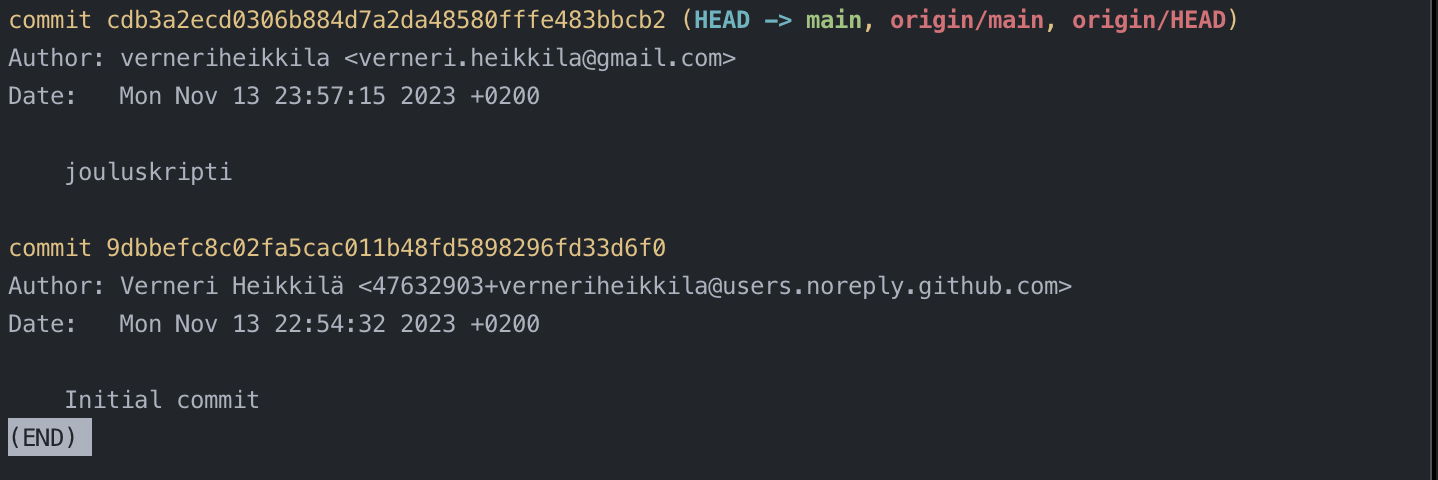 commit cdb3a2ecd0306b884d7a2da48580fffe483bbcb2 (HEAD -> main, origin/main, origin/HEAD)
Author: verneriheikkila <verneri.heikkila@gmail.com>
Date:   Mon Nov 13 23:57:15 2023 +0200
    jouluskripti
commit 9dbbefc8c02fa5cac011b48fd5898296fd33d6f0
Author: Verneri Heikkilä <47632903+verneriheikkila@users.noreply.github.com>
Date:   Mon Nov 13 22:54:32 2023 +0200
    Initial commit
(END)